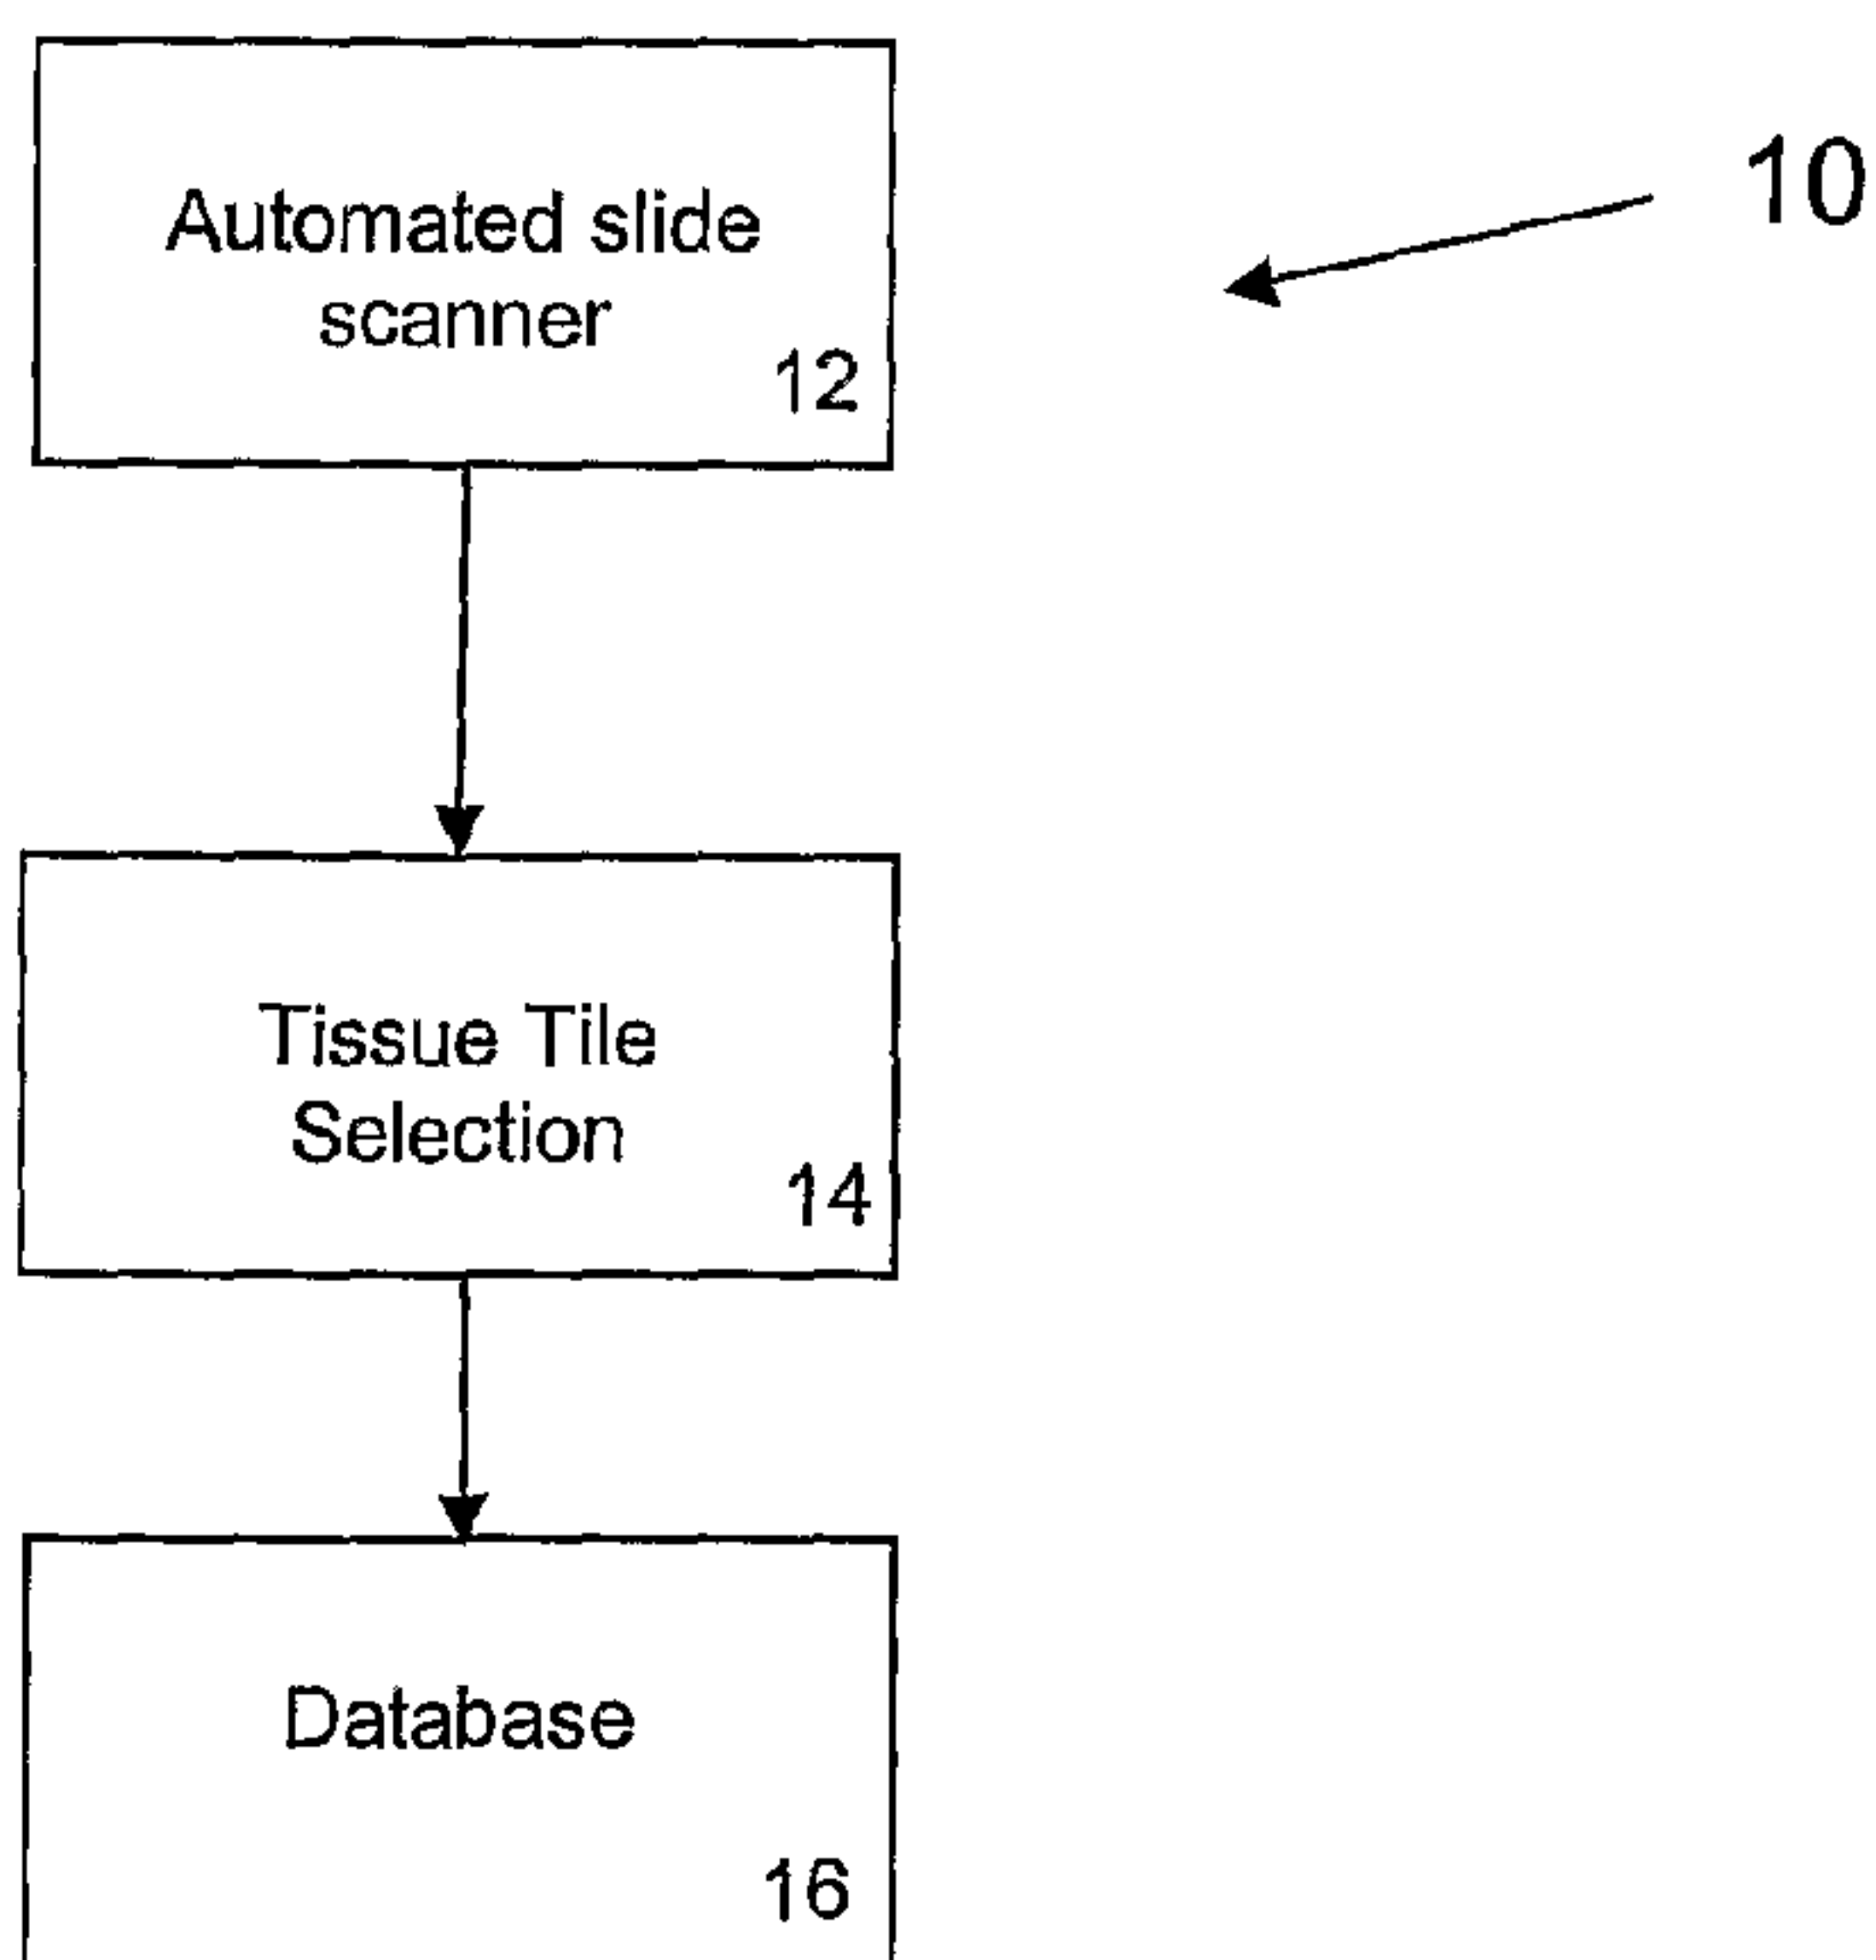 Automated slide
scanner
12
10
Tissue Tile
Selection
14
Database
16